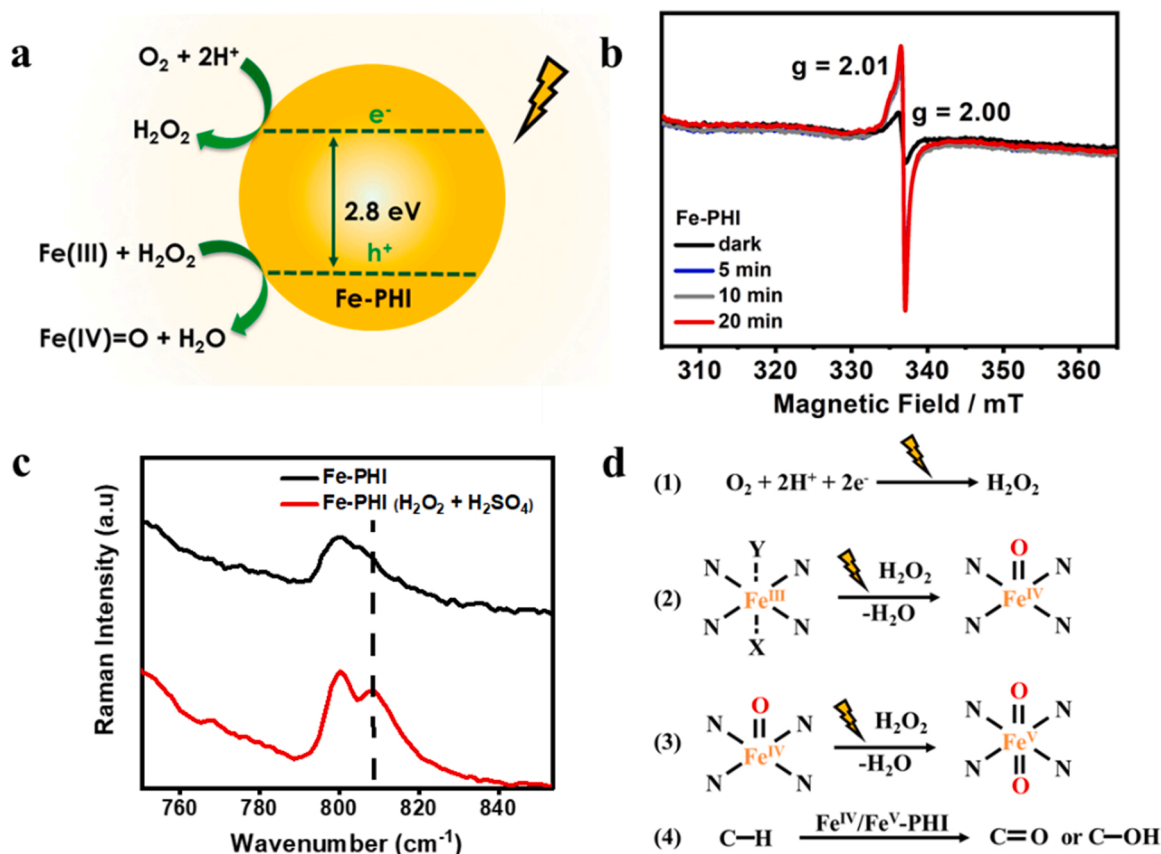 a
O₂ + 2H⁺
H₂O₂
e⁻
2.8 eV
Fe(III) + H₂O₂
h⁺
Fe-PHI
Fe(IV)=O + H₂O
b
g = 2.01
g = 2.00
Fe-PHI
dark
5 min
10 min
20 min
310 320 330 340 350 360
Magnetic Field / mT
c
Fe-PHI
Fe-PHI (H₂O₂ + H₂SO₄)
Raman Intensity (a.u)
760 780 800 820 840
Wavenumber (cm⁻¹)
d
(1) O₂ + 2H⁺ + 2e⁻ H₂O₂
Y O
N N H₂O₂ N N
(2) Feᴵᴵᴵ Feᴵⱽ
-H₂O
N N N N
X
O O
N N H₂O₂ N N
(3) Feᴵⱽ Feⱽ
-H₂O
N N N N
O
Feᴵⱽ/Feⱽ-PHI
(4) C–H C=O or C–OH